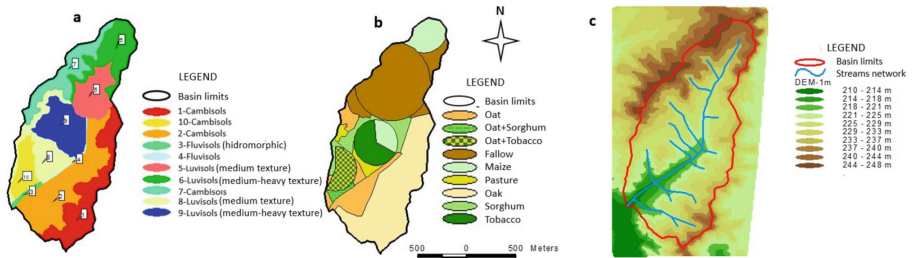 a
LEGEND
Basin limits
1-Cambisols
10-Cambisols
2-Cambisols
3-Fluvisols (hidromorphic)
4-Fluvisols
5-Luvisols (medium texture)
6-Luvisols (medium-heavy texture)
7-Cambisols
8-Luvisols (medium texture)
9-Luvisols (medium-heavy texture)
b
N
LEGEND
Basin limits
Oat
Oat+Sorghum
Oat+Tobacco
Fallow
Maize
Pasture
Oak
Sorghum
Tobacco
500 0 500 Meters
c
LEGEND
Basin limits
Streams network
DEM-1m
210 - 214 m
214 - 218 m
218 - 221 m
221 - 225 m
225 - 229 m
229 - 233 m
233 - 237 m
237 - 240 m
240 - 244 m
244 - 248 m